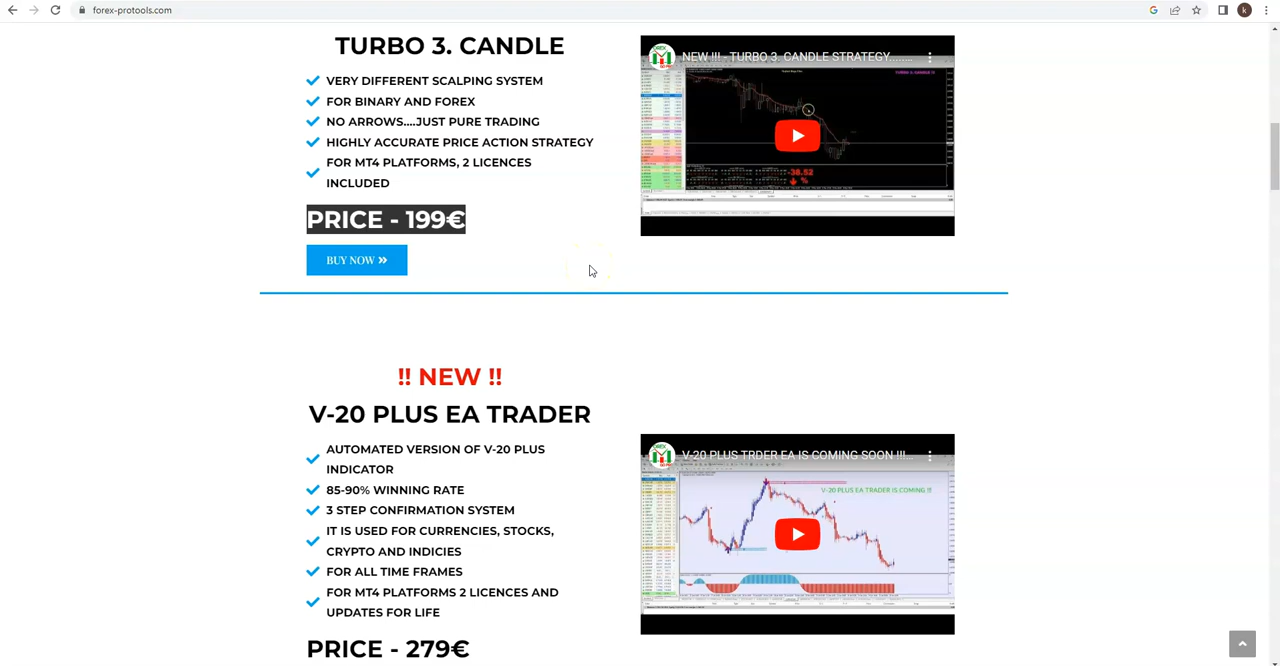 forex-protools.com
k
TURBO 3. CANDLE
VERY DIFFERENT SCALPING SYSTEM
FOR BINARY AND FOREX
NO ARROWS....JUST PURE TRADING
HIGHLY ACCURATE PRICE ACTION STRATEGY
FOR MT4 PLATFORMS, 2 LICENCES
INCLUDED
PRICE - 199€
BUY NOW »
NEW !!! - TURBO 3. CANDLE STRATEGY........
-38.52
%
!! NEW !!
V-20 PLUS EA TRADER
AUTOMATED VERSION OF V-20 PLUS
INDICATOR
85-90% WINNING RATE
3 STEP CONFIRMATION SYSTEM
IT IS USED FOR CURRENCIES, STOCKS,
CRYPTO AND INDICIES
FOR ALL TIME FRAMES
FOR MT4 PLATFORMS 2 LICENCES AND
UPDATES FOR LIFE
PRICE - 279€
V-20 PLUS TRDER EA IS COMING SOON !!!...
V-20 PLUS EA TRADER IS COMING !!!